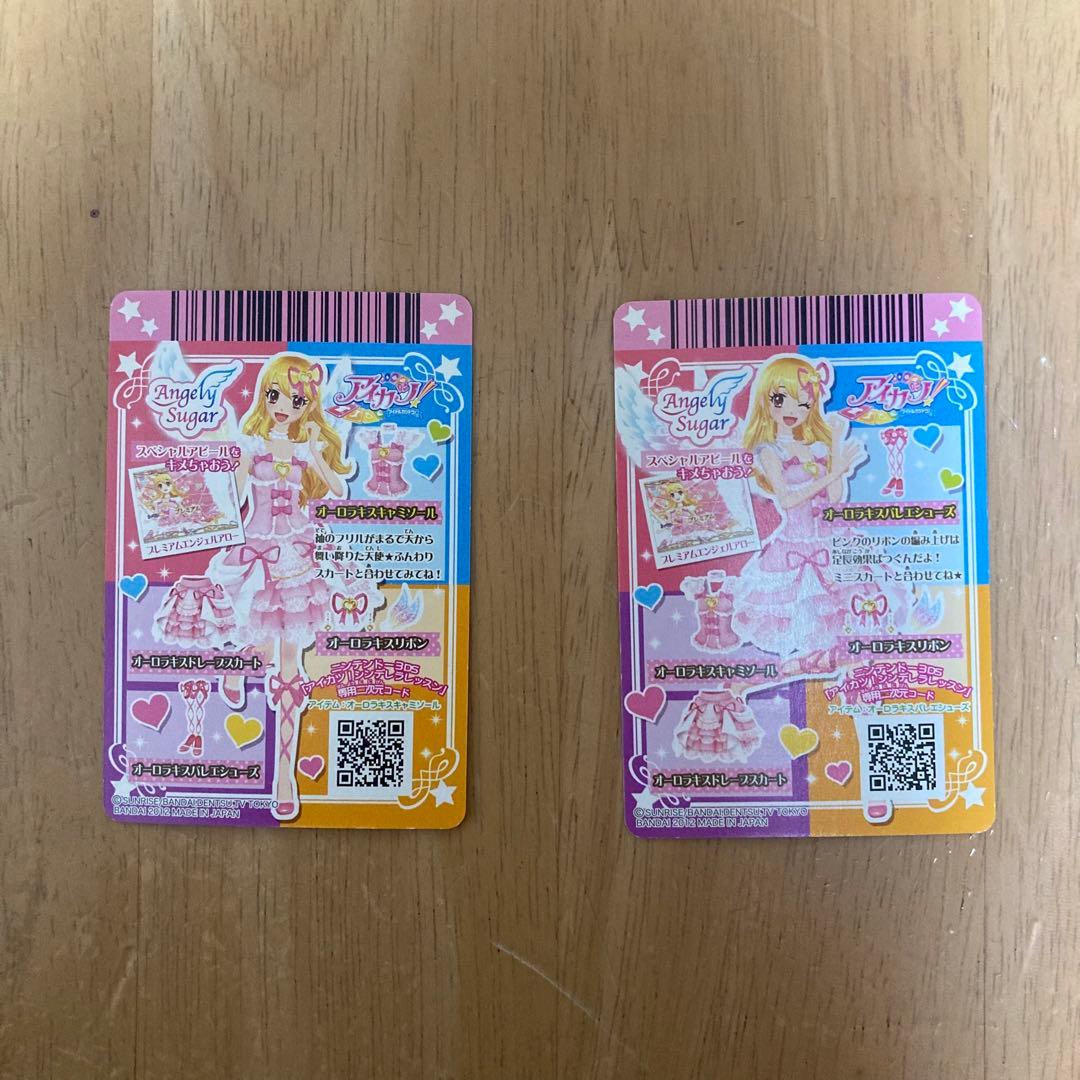 Angely
Sugar
アイカツ!
スペシャルアピールを
キメちゃおう!
プレミアム
プレミアムエンジェルアロー
オーロラキスキャミソール
袖のフリルがまるで天から
舞い降りた天使★ふんわり
スカートと合わせてみてね!
オーロラキスドレープスカート
オーロラキスリボン
ニンテンドー3DS
「アイカツ!シンデレラレッスン」
専用二次元コード
アイテム:オーロラキスキャミソール
オーロラキスバレエシューズ
©SUNRISE/BANDAI,DENTSU,TV TOKYO
BANDAI 2012 MADE IN JAPAN
Angely
Sugar
アイカツ!
スペシャルアピールを
キメちゃおう!
プレミアム
プレミアムエンジェルアロー
オーロラキスバレエシューズ
ピンクのリボンの編み上げは
足長効果ばつぐんだよ!
ミニスカートと合わせてね★
オーロラキスキャミソール
オーロラキスリボン
ニンテンドー3DS
「アイカツ!シンデレラレッスン」
専用二次元コード
アイテム:オーロラキスバレエシューズ
オーロラキスドレープスカート
©SUNRISE/BANDAI,DENTSU,TV TOKYO
BANDAI 2012 MADE IN JAPAN